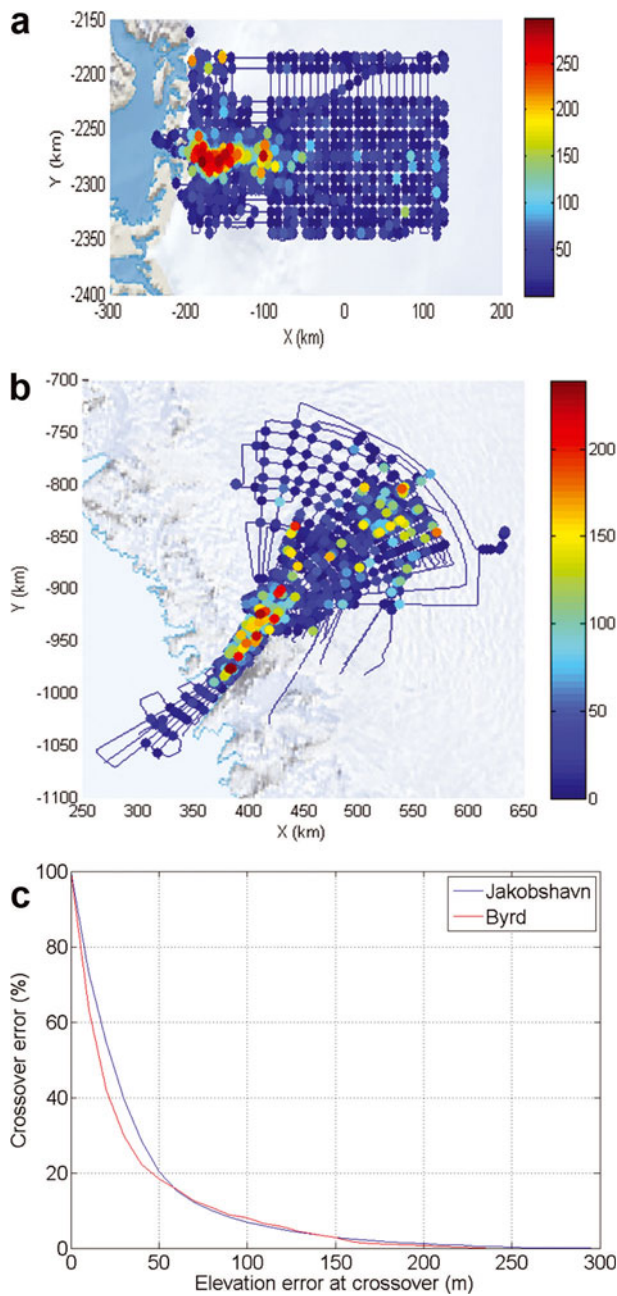 a
-2150
-2200
-2250
-2300
-2350
-2400
Y (km)
-300 -200 -100 0 100 200
X (km)
250
200
150
100
50
b
-700
-750
-800
-850
-900
-950
-1000
-1050
-1100
Y (km)
250 300 350 400 450 500 550 600 650
X (km)
200
150
100
50
0
c
100
80
60
40
20
0
Crossover error (%)
Jakobshavn
Byrd
0 50 100 150 200 250 300
Elevation error at crossover (m)